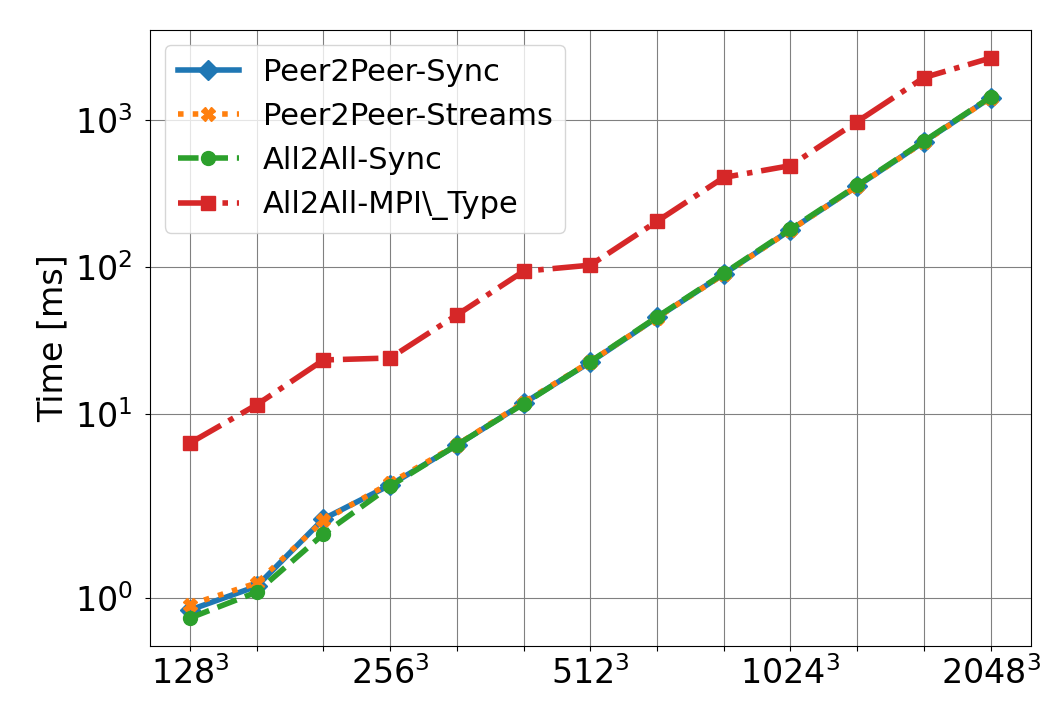 Peer2Peer-Sync
Peer2Peer-Streams
All2All-Sync
All2All-MPI\_Type
Time [ms]
10³
10²
10¹
10⁰
128³ 256³ 512³ 1024³ 2048³